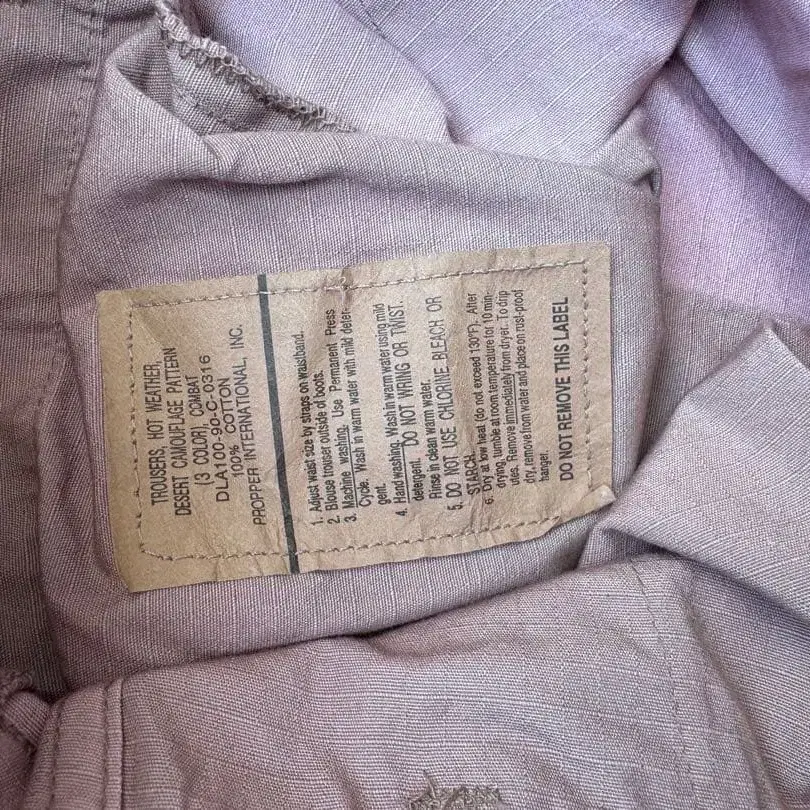 TROUSERS, HOT WEATHER,
DESERT CAMOUFLAGE PATTERN
(3 COLOR), COMBAT
DLA100-90-C-0316
100% COTTON
PROPPER INTERNATIONAL, INC.
1. Adjust waist size by straps on waistband.
2. Blouse trouser outside of boots.
3. Machine washing. Use Permanent Press
Cycle. Wash in warm water with mild deter-
gent.
4. Hand washing. Wash in warm water using mild
detergent. DO NOT WRING OR TWIST.
Rinse in clean warm water.
5. DO NOT USE CHLORINE BLEACH OR
STARCH.
6. Dry at low heat (do not exceed 130°F). After
drying, tumble at room temperature for 10 min-
utes. Remove immediately from dryer. To drip
dry, remove from water and place on rust-proof
hanger.
DO NOT REMOVE THIS LABEL